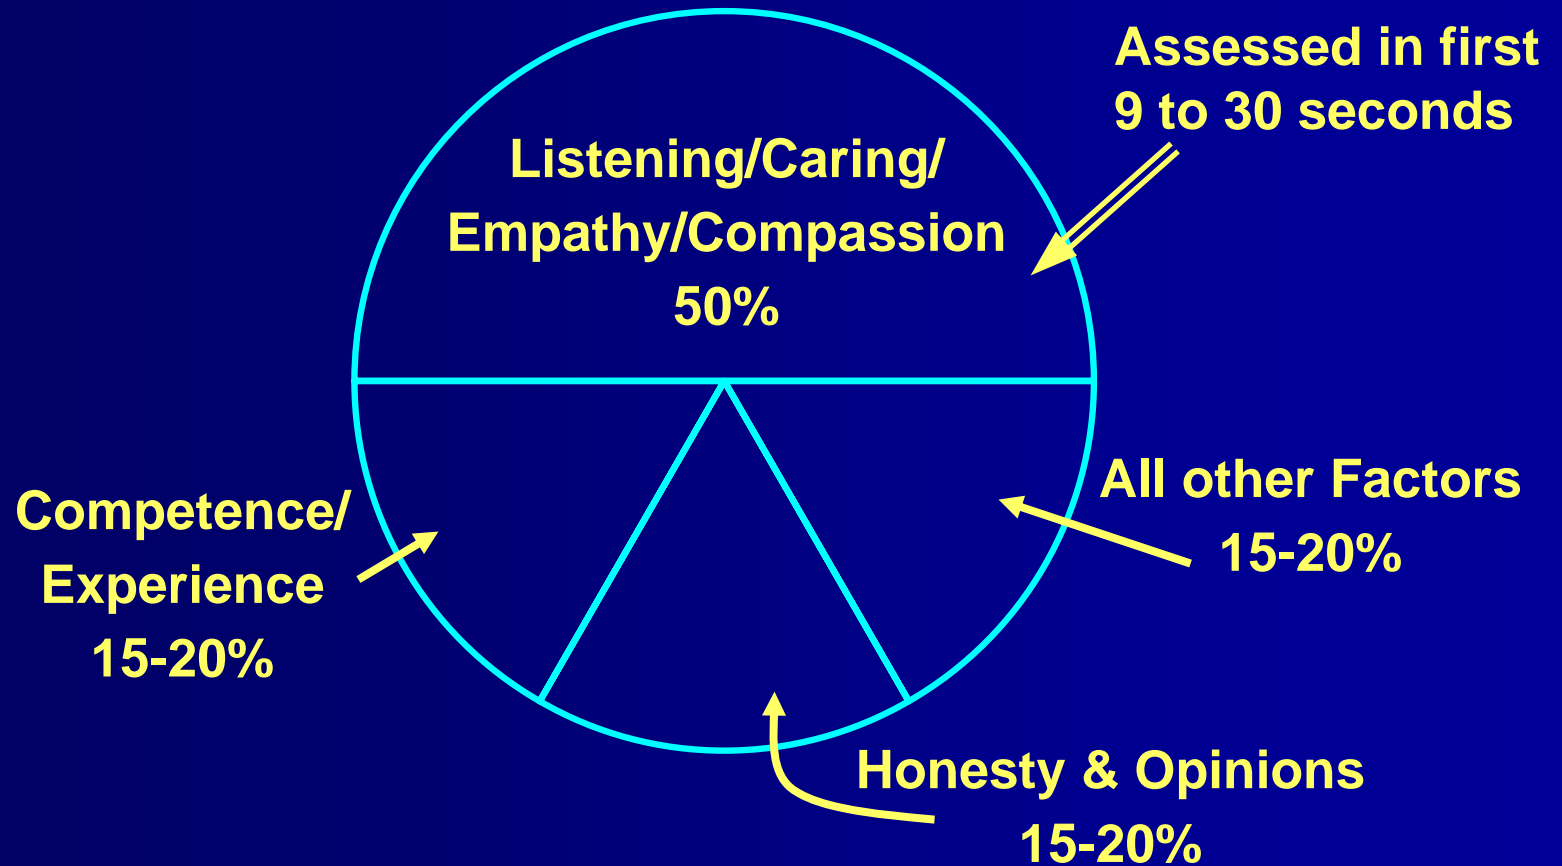 Assessed in first
9 to 30 seconds
Listening/Caring/
Empathy/Compassion
50%
Competence/
Experience
15-20%
All other Factors
15-20%
Honesty & Opinions
15-20%